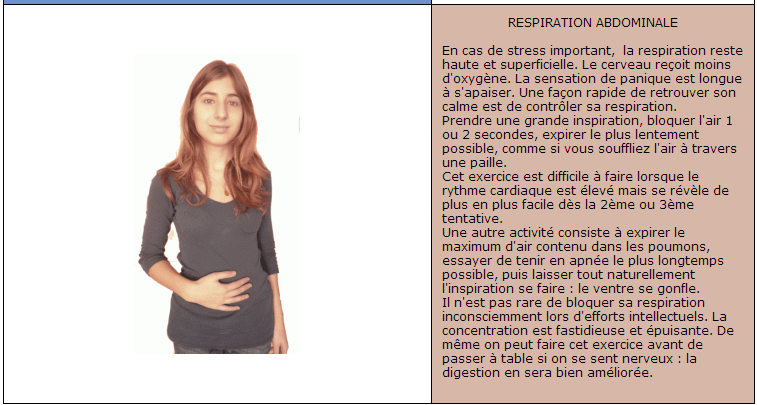 RESPIRATION ABDOMINALE
En cas de stress important,  la respiration reste
haute et superficielle. Le cerveau reçoit moins
d'oxygène. La sensation de panique est longue
à s'apaiser. Une façon rapide de retrouver son
calme est de contrôler sa respiration.
Prendre une grande inspiration, bloquer l'air 1
ou 2 secondes, expirer le plus lentement
possible, comme si vous souffliez l'air à travers
une paille.
Cet exercice est difficile à faire lorsque le
rythme cardiaque est élevé mais se révèle de
plus en plus facile dès la 2ème ou 3ème
tentative.
Une autre activité consiste à expirer le
maximum d'air contenu dans les poumons,
essayer de tenir en apnée le plus longtemps
possible, puis laisser tout naturellement
l'inspiration se faire : le ventre se gonfle.
Il n'est pas rare de bloquer sa respiration
inconsciemment lors d'efforts intellectuels. La
concentration est fastidieuse et épuisante. De
même on peut faire cet exercice avant de
passer à table si on se sent nerveux : la
digestion en sera bien améliorée.